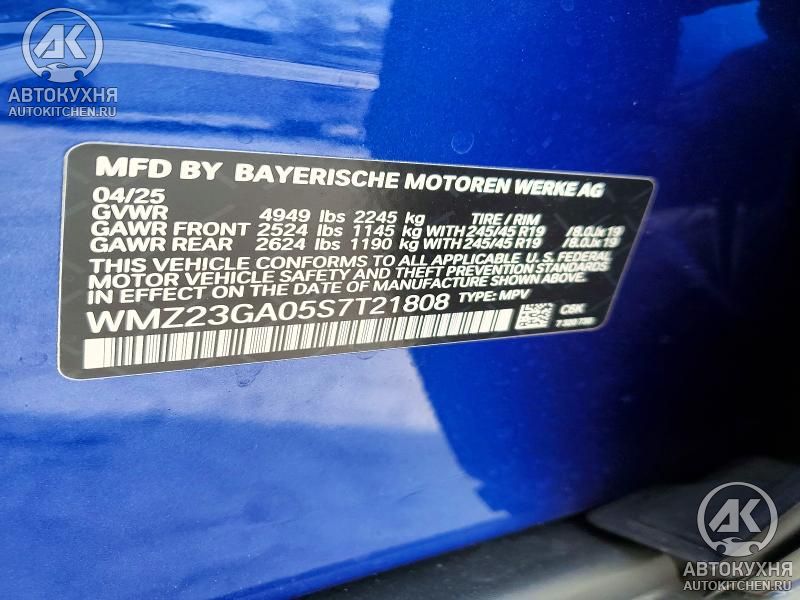 AK
АВТОКУХНЯ
AUTOKITCHEN.RU
MFD BY BAYERISCHE MOTOREN WERKE AG
04/25
GVWR 4949 lbs 2245 kg TIRE / RIM
GAWR FRONT 2524 lbs 1145 kg WITH 245/45 R19 /8.0Jx19
GAWR REAR 2624 lbs 1190 kg WITH 245/45 R19 /8.0Jx19
THIS VEHICLE CONFORMS TO ALL APPLICABLE U. S. FEDERAL
MOTOR VEHICLE SAFETY AND THEFT PREVENTION STANDARDS
IN EFFECT ON THE DATE OF MANUFACTURE SHOWN ABOVE.
WMZ23GA05S7T21808 TYPE: MPV
CBK
AK
АВТОКУХНЯ
AUTOKITCHEN.RU